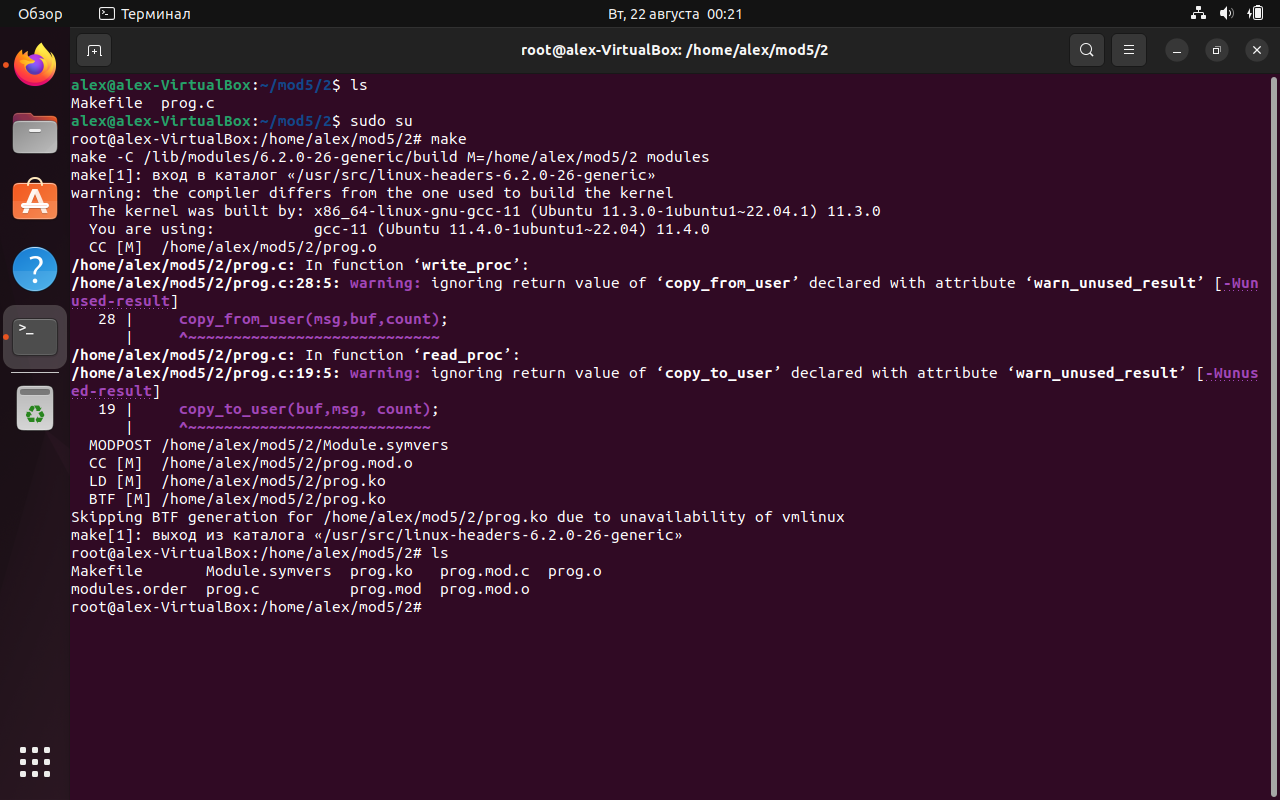 Обзор Терминал Вт, 22 августа 00:21
root@alex-VirtualBox: /home/alex/mod5/2
alex@alex-VirtualBox:~/mod5/2$ ls
Makefile  prog.c
alex@alex-VirtualBox:~/mod5/2$ sudo su
root@alex-VirtualBox:/home/alex/mod5/2# make
make -C /lib/modules/6.2.0-26-generic/build M=/home/alex/mod5/2 modules
make[1]: вход в каталог «/usr/src/linux-headers-6.2.0-26-generic»
warning: the compiler differs from the one used to build the kernel
  The kernel was built by: x86_64-linux-gnu-gcc-11 (Ubuntu 11.3.0-1ubuntu1~22.04.1) 11.3.0
  You are using:           gcc-11 (Ubuntu 11.4.0-1ubuntu1~22.04) 11.4.0
  CC [M]  /home/alex/mod5/2/prog.o
/home/alex/mod5/2/prog.c: In function ‘write_proc’:
/home/alex/mod5/2/prog.c:28:5: warning: ignoring return value of ‘copy_from_user’ declared with attribute ‘warn_unused_result’ [-Wun
used-result]
   28 |     copy_from_user(msg,buf,count);
      |     ^~~~~~~~~~~~~~~~~~~~~~~~~~~~~
/home/alex/mod5/2/prog.c: In function ‘read_proc’:
/home/alex/mod5/2/prog.c:19:5: warning: ignoring return value of ‘copy_to_user’ declared with attribute ‘warn_unused_result’ [-Wunus
ed-result]
   19 |     copy_to_user(buf,msg, count);
      |     ^~~~~~~~~~~~~~~~~~~~~~~~~~~~
  MODPOST /home/alex/mod5/2/Module.symvers
  CC [M]  /home/alex/mod5/2/prog.mod.o
  LD [M]  /home/alex/mod5/2/prog.ko
  BTF [M] /home/alex/mod5/2/prog.ko
Skipping BTF generation for /home/alex/mod5/2/prog.ko due to unavailability of vmlinux
make[1]: выход из каталога «/usr/src/linux-headers-6.2.0-26-generic»
root@alex-VirtualBox:/home/alex/mod5/2# ls
Makefile       Module.symvers  prog.ko   prog.mod.c  prog.o
modules.order  prog.c          prog.mod  prog.mod.o
root@alex-VirtualBox:/home/alex/mod5/2#